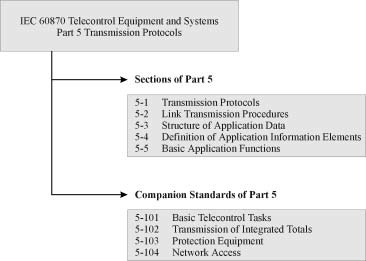 IEC 60870 Telecontrol Equipment and Systems
Part 5 Transmission Protocols
Sections of Part 5
5-1 Transmission Protocols
5-2 Link Transmission Procedures
5-3 Structure of Application Data
5-4 Definition of Application Information Elements
5-5 Basic Application Functions
Companion Standards of Part 5
5-101 Basic Telecontrol Tasks
5-102 Transmission of Integrated Totals
5-103 Protection Equipment
5-104 Network Access